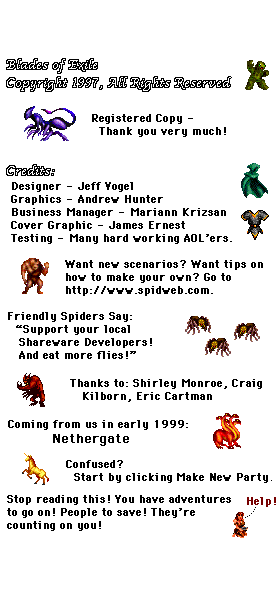 Blades of Exile
Copyright 1997, All Rights Reserved
Registered Copy -
Thank you very much!
Credits:
Designer - Jeff Vogel
Graphics - Andrew Hunter
Business Manager - Mariann Krizsan
Cover Graphic - James Ernest
Testing - Many hard working AOL'ers.
Want new scenarios? Want tips on
how to make your own? Go to
http://www.spidweb.com.
Friendly Spiders Say:
"Support your local
Shareware Developers!
And eat more flies!"
Thanks to: Shirley Monroe, Craig
Kilborn, Eric Cartman
Coming from us in early 1999:
Nethergate
Confused?
Start by clicking Make New Party.
Stop reading this! You have adventures
to go on! People to save! They're
counting on you!
Help!